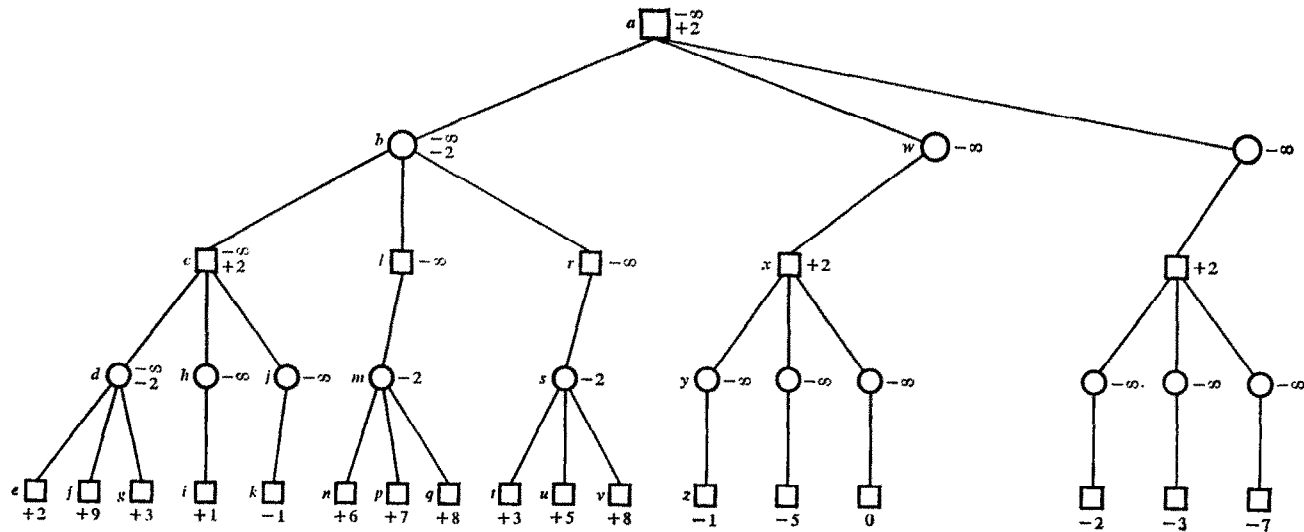 a −∞
+2
b −∞
−2
w −∞
−∞
c −∞
+2
l −∞
r −∞
x +2
+2
d −∞
−2
h −∞
j −∞
m −2
s −2
y −∞
−∞
−∞
−∞.
−∞
−∞
e j g i k n p q t u v z
+2 +9 +3 +1 −1 +6 +7 +8 +3 +5 +8 −1 −5 0 −2 −3 −7